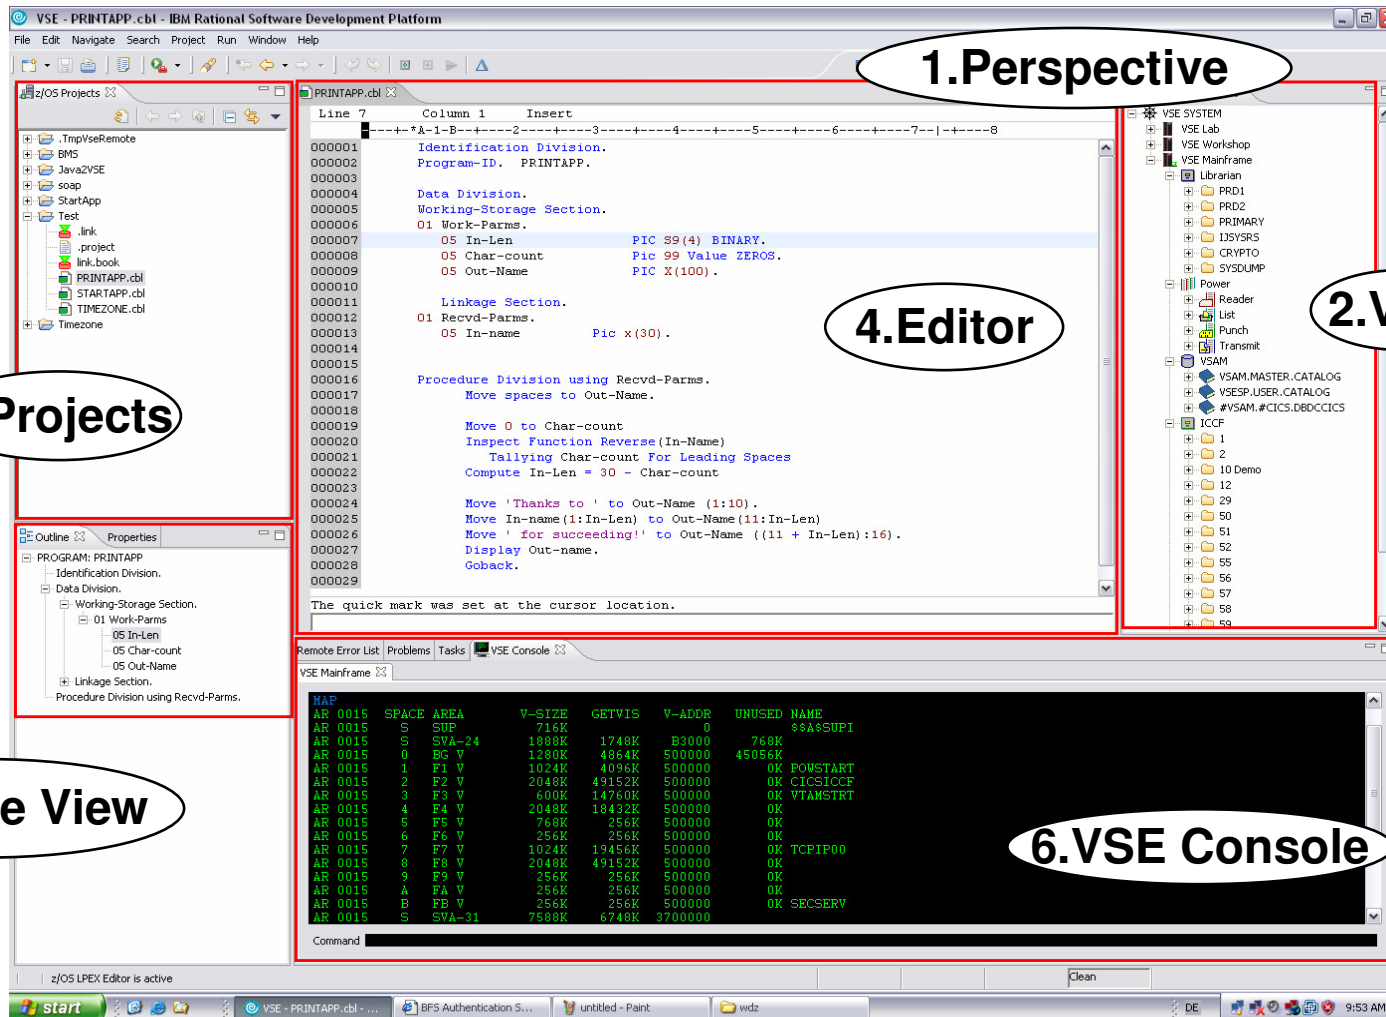 VSE - PRINTAPP.cbl - IBM Rational Software Development Platform
File Edit Navigate Search Project Run Window Help
1.Perspective
z/OS Projects
.TmpVseRemote
BMS
Java2VSE
soap
StartApp
Test
.link
.project
link.book
PRINTAPP.cbl
STARTAPP.cbl
TIMEZONE.cbl
Timezone
Projects
Outline Properties
PROGRAM: PRINTAPP
Identification Division.
Data Division.
Working-Storage Section.
01 Work-Parms
05 In-Len
05 Char-count
05 Out-Name
Linkage Section.
Procedure Division using Recvd-Parms.
e View
PRINTAPP.cbl
Line 7 Column 1 Insert
----+-*A-1-B--+----2----+----3----+----4----+----5----+----6----+----7--|-+----8
000001 Identification Division.
000002 Program-ID. PRINTAPP.
000003
000004 Data Division.
000005 Working-Storage Section.
000006 01 Work-Parms.
000007 05 In-Len PIC S9(4) BINARY.
000008 05 Char-count Pic 99 Value ZEROS.
000009 05 Out-Name PIC X(100).
000010
000011 Linkage Section.
000012 01 Recvd-Parms.
000013 05 In-name Pic x(30).
000014
000015
000016 Procedure Division using Recvd-Parms.
000017 Move spaces to Out-Name.
000018
000019 Move 0 to Char-count
000020 Inspect Function Reverse(In-Name)
000021 Tallying Char-count For Leading Spaces
000022 Compute In-Len = 30 - Char-count
000023
000024 Move 'Thanks to ' to Out-Name (1:10).
000025 Move In-name(1:In-Len) to Out-Name(11:In-Len)
000026 Move ' for succeeding!' to Out-Name ((11 + In-Len):16).
000027 Display Out-name.
000028 Goback.
000029
The quick mark was set at the cursor location.
4.Editor
VSE SYSTEM
VSE Lab
VSE Workshop
VSE Mainframe
Librarian
PRD1
PRD2
PRIMARY
IJSYSRS
CRYPTO
SYSDUMP
Power
Reader
List
Punch
Transmit
VSAM
VSAM.MASTER.CATALOG
VSESP.USER.CATALOG
#VSAM.#CICS.DBDCCICS
ICCF
1
2
10 Demo
12
29
50
51
52
55
56
57
58
59
2.V
Remote Error List Problems Tasks VSE Console
VSE Mainframe
MAP
AR 0015 SPACE AREA V-SIZE GETVIS V-ADDR UNUSED NAME
AR 0015 S SUP 716K 0 $$A$SUPI
AR 0015 S SVA-24 1888K 1748K B3000 768K
AR 0015 0 BG V 1280K 4864K 500000 45056K
AR 0015 1 F1 V 1024K 4096K 500000 0K POWSTART
AR 0015 2 F2 V 2048K 49152K 500000 0K CICSICCF
AR 0015 3 F3 V 600K 14760K 500000 0K VTAMSTRT
AR 0015 4 F4 V 2048K 18432K 500000 0K
AR 0015 5 F5 V 768K 256K 500000 0K
AR 0015 6 F6 V 256K 256K 500000 0K
AR 0015 7 F7 V 1024K 19456K 500000 0K TCPIP00
AR 0015 8 F8 V 2048K 49152K 500000 0K
AR 0015 9 F9 V 256K 256K 500000 0K
AR 0015 A FA V 256K 256K 500000 0K
AR 0015 B FB V 256K 256K 500000 0K SECSERV
AR 0015 S SVA-31 7588K 6748K 3700000
Command
6.VSE Console
z/OS LPEX Editor is active
Clean
start
VSE - PRINTAPP.cbl - ...
BFS Authentication S...
untitled - Paint
wdz
DE
9:53 AM